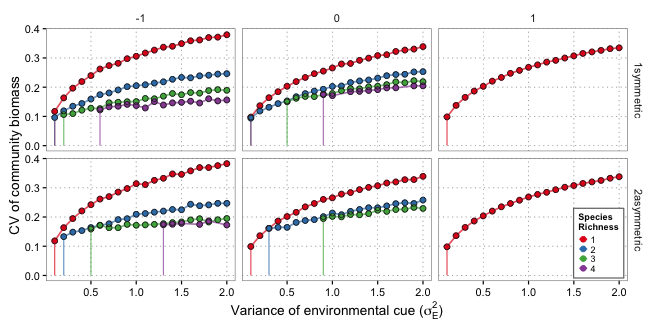 -1 0 1
0.4
0.3
0.2
0.1
0.0
1symmetric
CV of community biomass
0.4
0.3
0.2
0.1
0.0
2asymmetric
Species
Richness
1
2
3
4
0.5 1.0 1.5 2.0 0.5 1.0 1.5 2.0 0.5 1.0 1.5 2.0
Variance of environmental cue (σ²E)